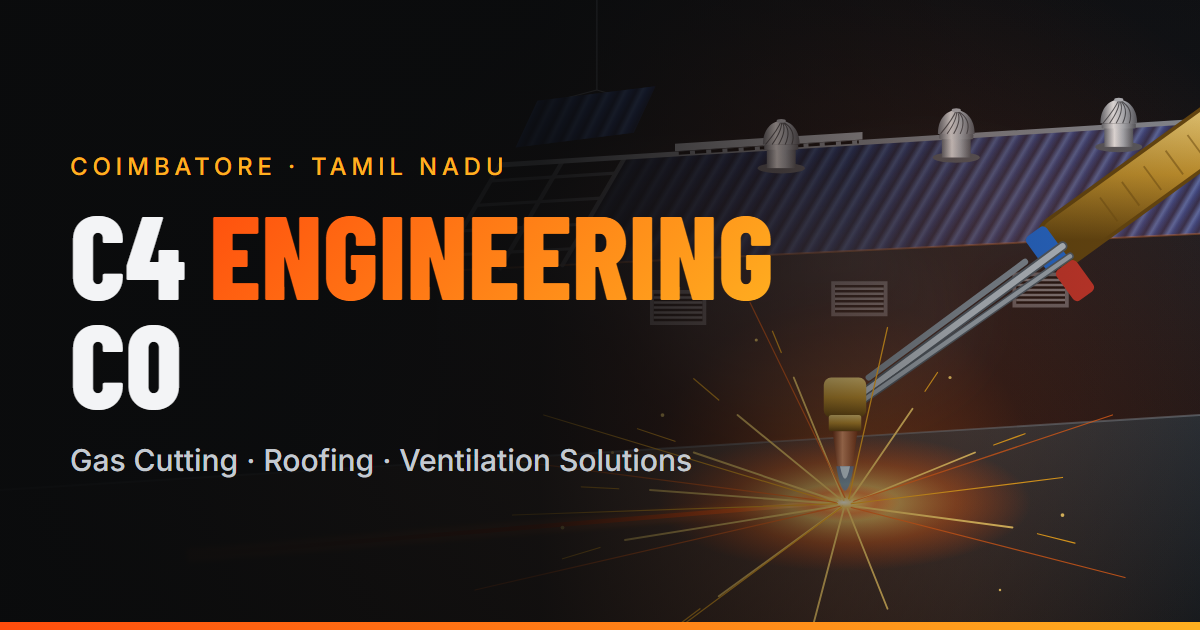 COIMBATORE · TAMIL NADU
C4 ENGINEERING
CO
Gas Cutting · Roofing · Ventilation Solutions